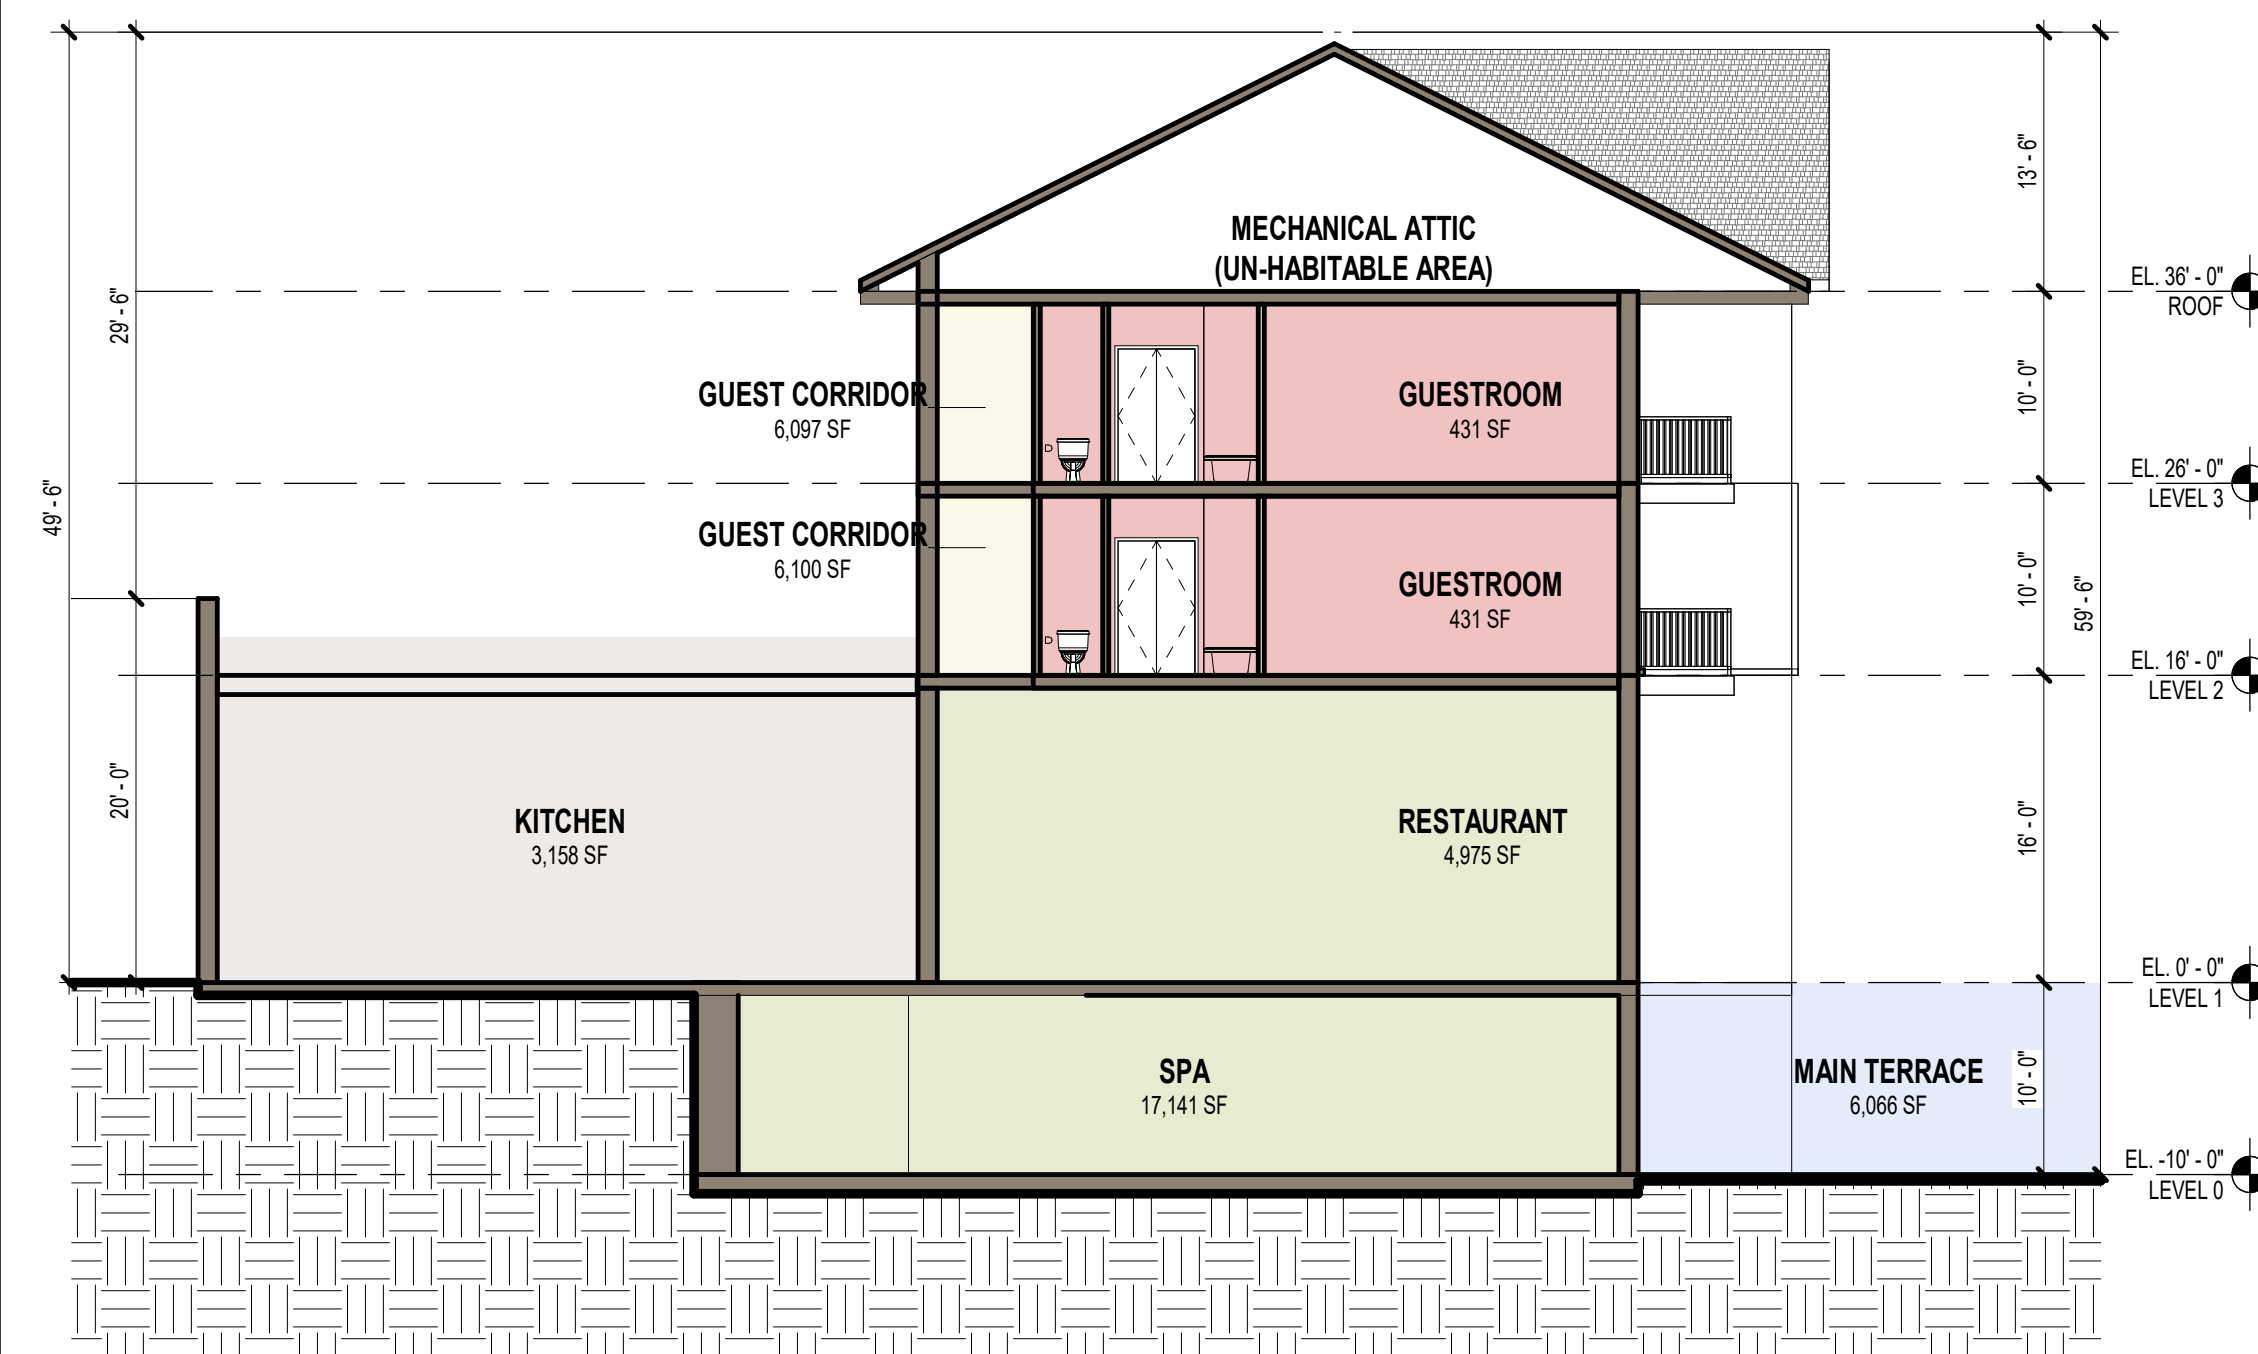 13' - 6"
MECHANICAL ATTIC
(UN-HABITABLE AREA)
EL. 36' - 0"
ROOF
29' - 6"
GUEST CORRIDOR
6,097 SF
GUESTROOM
431 SF
10' - 0"
EL. 26' - 0"
LEVEL 3
49' - 6"
GUEST CORRIDOR
6,100 SF
GUESTROOM
431 SF
10' - 0"
59' - 6"
EL. 16' - 0"
LEVEL 2
20' - 0"
KITCHEN
3,158 SF
RESTAURANT
4,975 SF
16' - 0"
EL. 0' - 0"
LEVEL 1
SPA
17,141 SF
MAIN TERRACE
6,066 SF
10' - 0"
EL. -10' - 0"
LEVEL 0